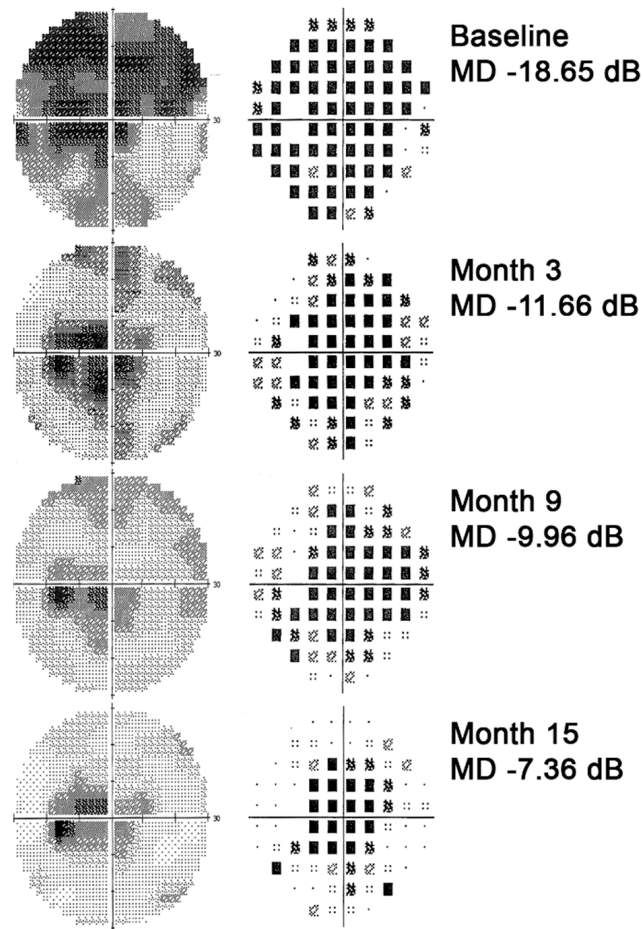 30
Baseline
MD -18.65 dB
30
Month 3
MD -11.66 dB
30
Month 9
MD -9.96 dB
30
Month 15
MD -7.36 dB